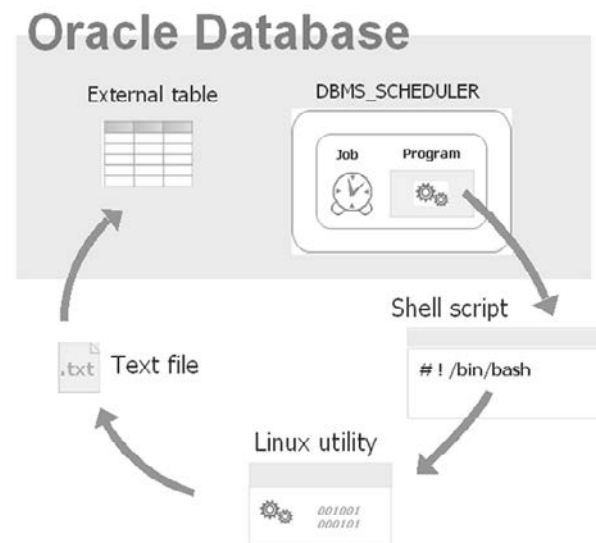 Oracle Database
External table
DBMS_SCHEDULER
Job
Program
Shell script
# ! /bin/bash
.txt
Text file
Linux utility
001001
000101